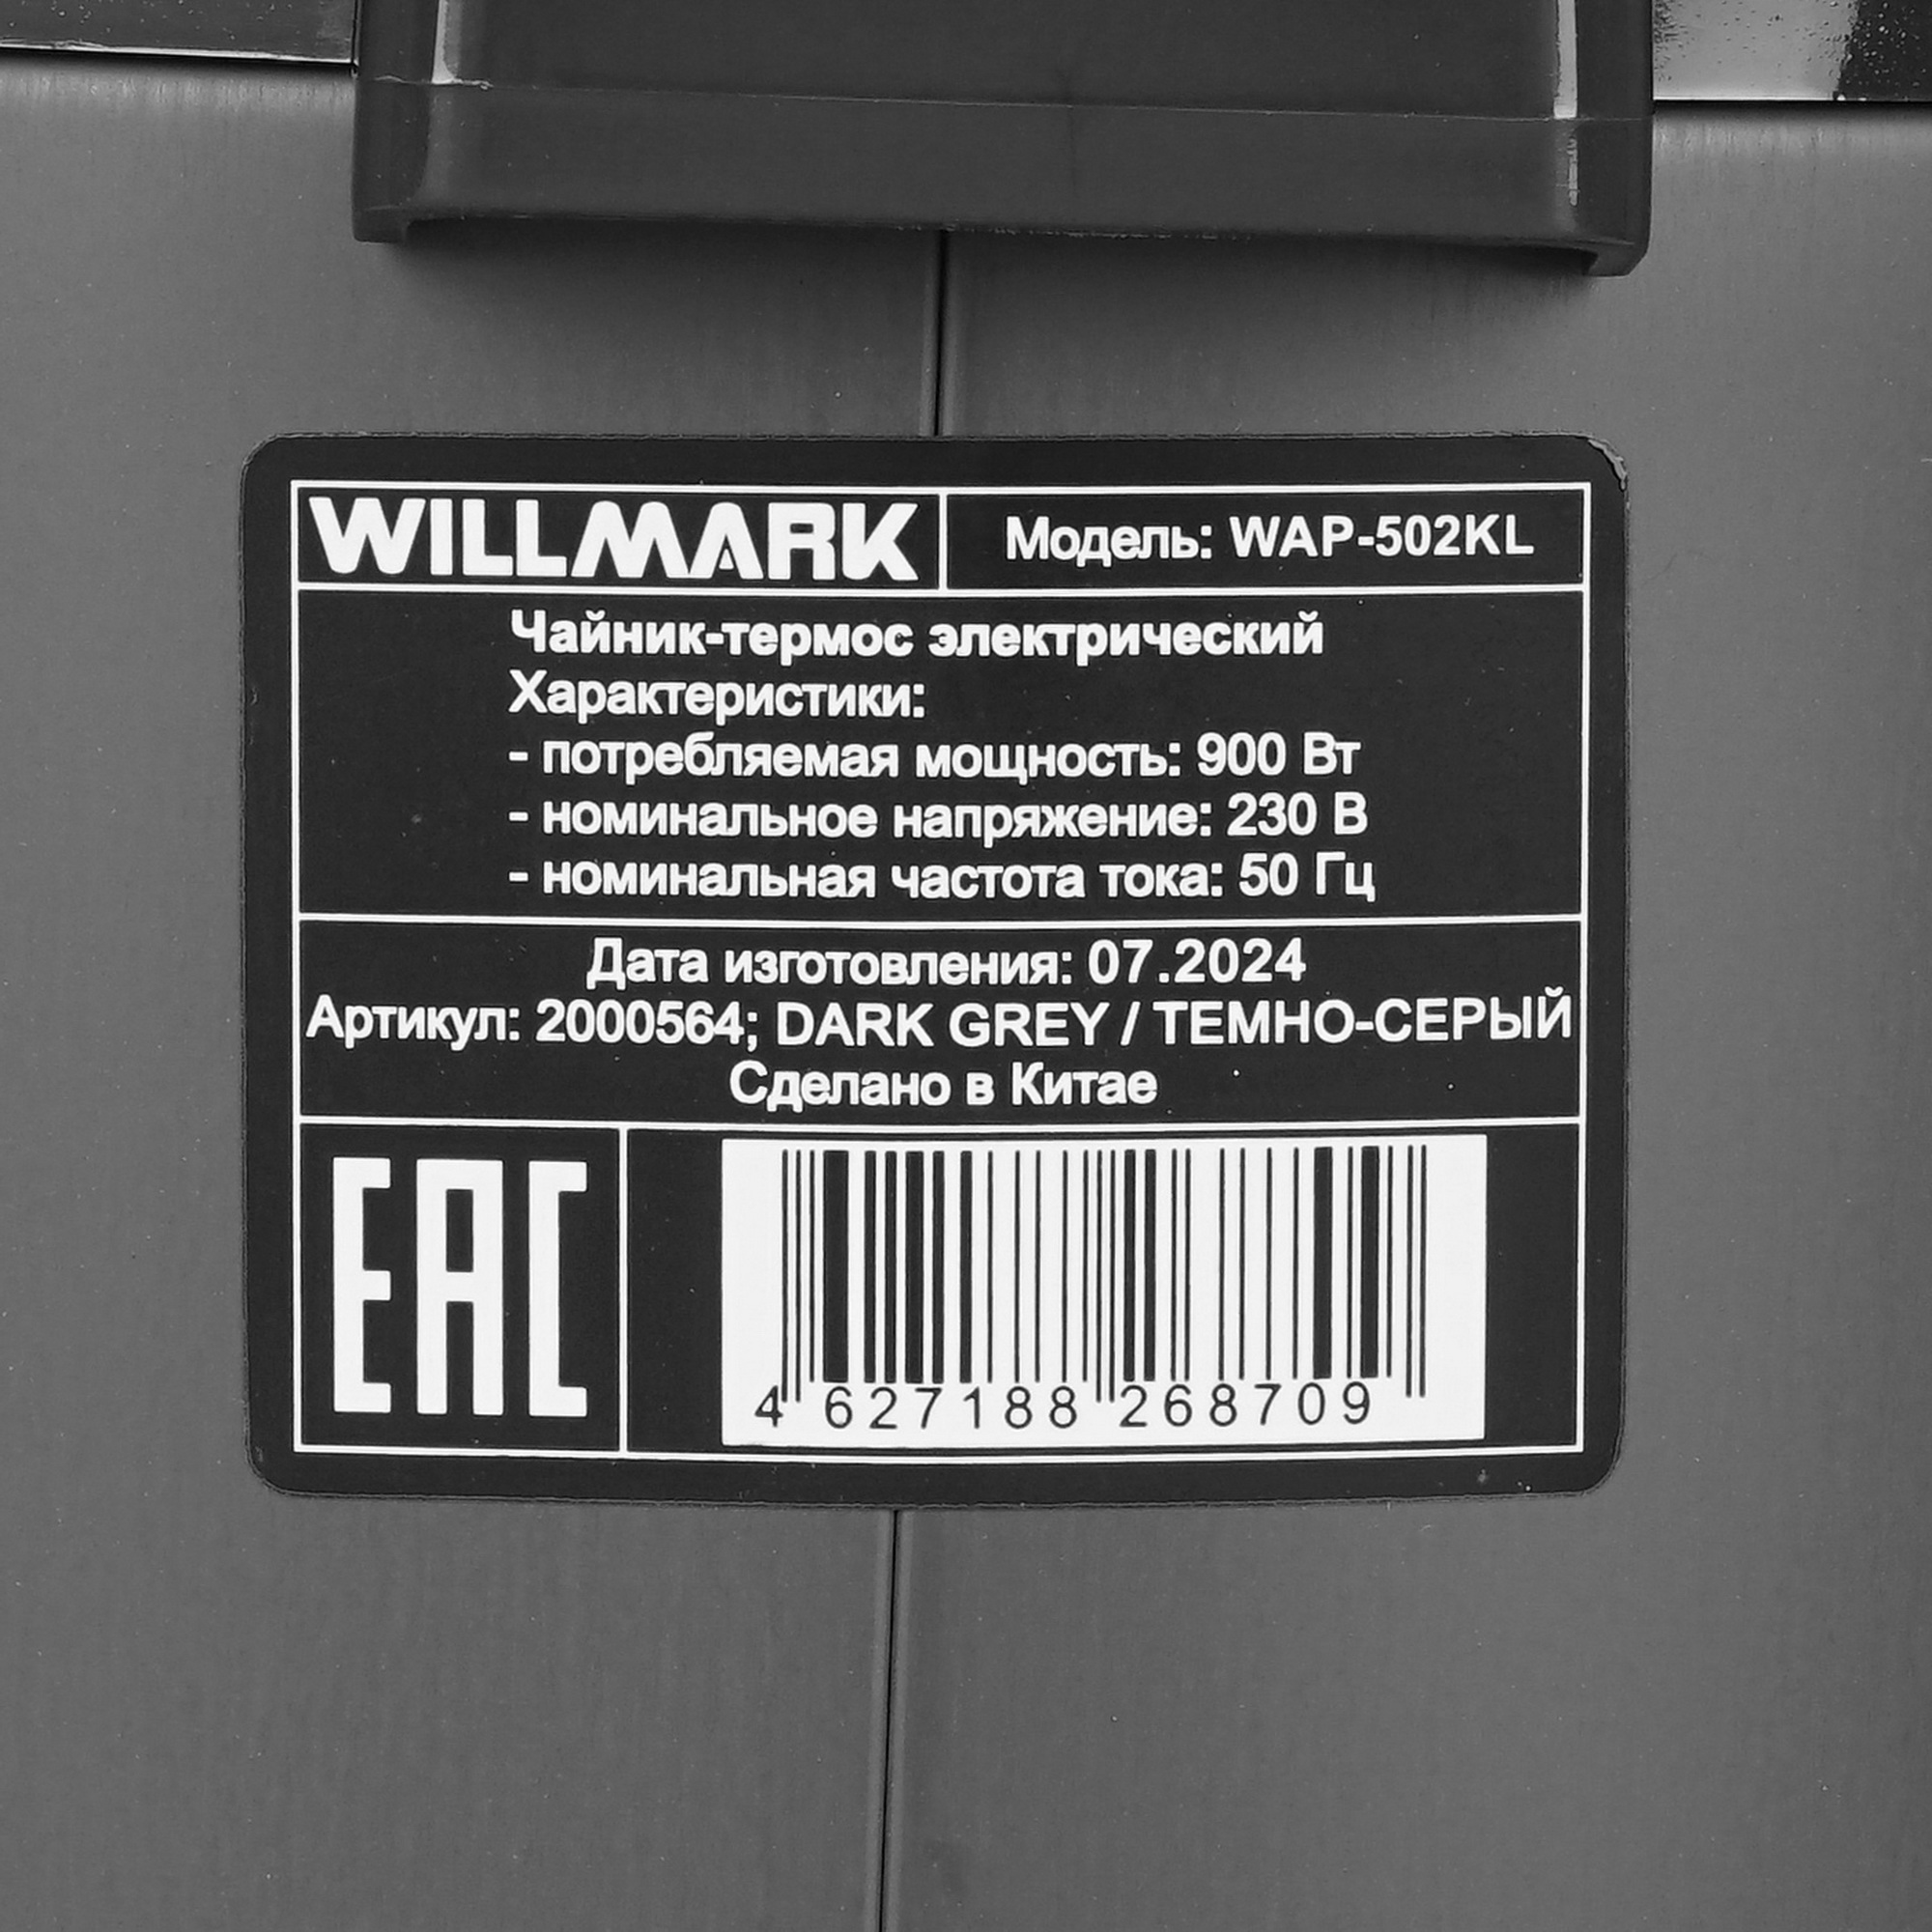 WILLMARK
Модель: WAP-502KL
Чайник-термос электрический
Характеристики:
- потребляемая мощность: 900 Вт
- номинальное напряжение: 230 В
- номинальная частота тока: 50 Гц
Дата изготовления: 07.2024
Артикул: 2000564; DARK GREY / ТЕМНО-СЕРЫЙ
Сделано в Китае
EAC
4 627188 268709